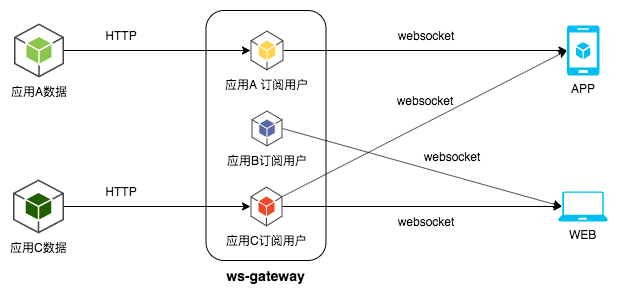 HTTP
websocket
应用A数据
应用A 订阅用户
APP
websocket
应用B订阅用户
websocket
HTTP
websocket
应用C数据
应用C订阅用户
WEB
ws-gateway